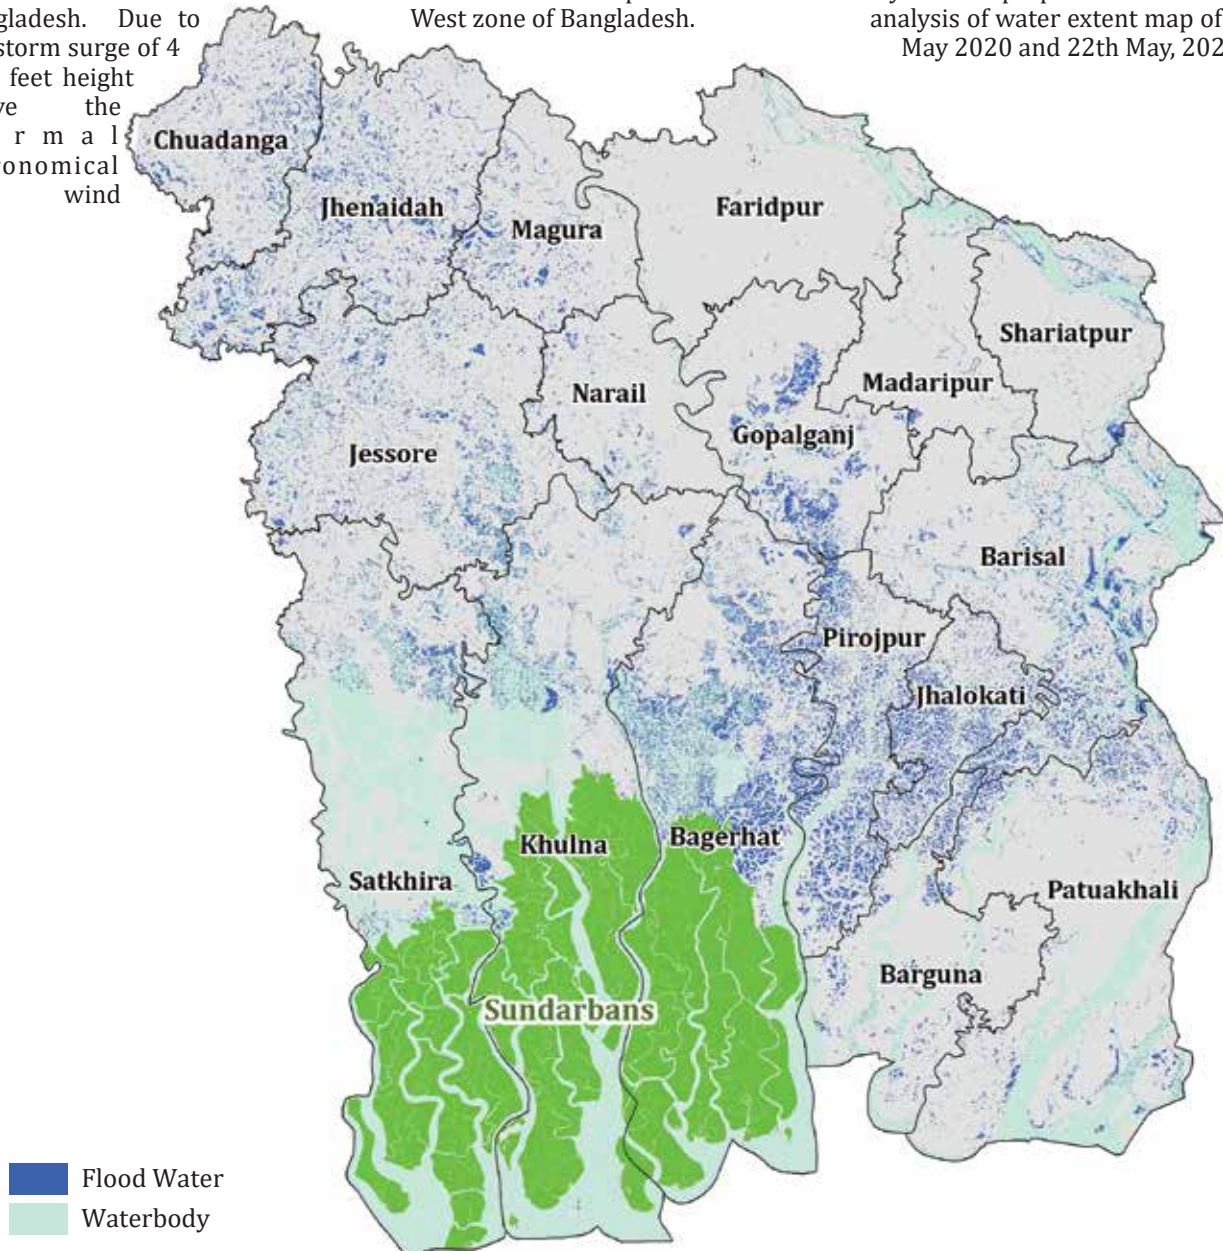 gladesh. Due to
storm surge of 4
feet height
the
r m a l
ronomical
wind
West zone of Bangladesh.
analysis of water extent map of
May 2020 and 22th May, 202
Chuadanga
Jhenaidah
Magura
Faridpur
Shariatpur
Madaripur
Narail
Gopalganj
Jessore
Barisal
Pirojpur
Jhalokati
Khulna
Bagerhat
Satkhira
Patuakhali
Barguna
Sundarbans
Flood Water
Waterbody